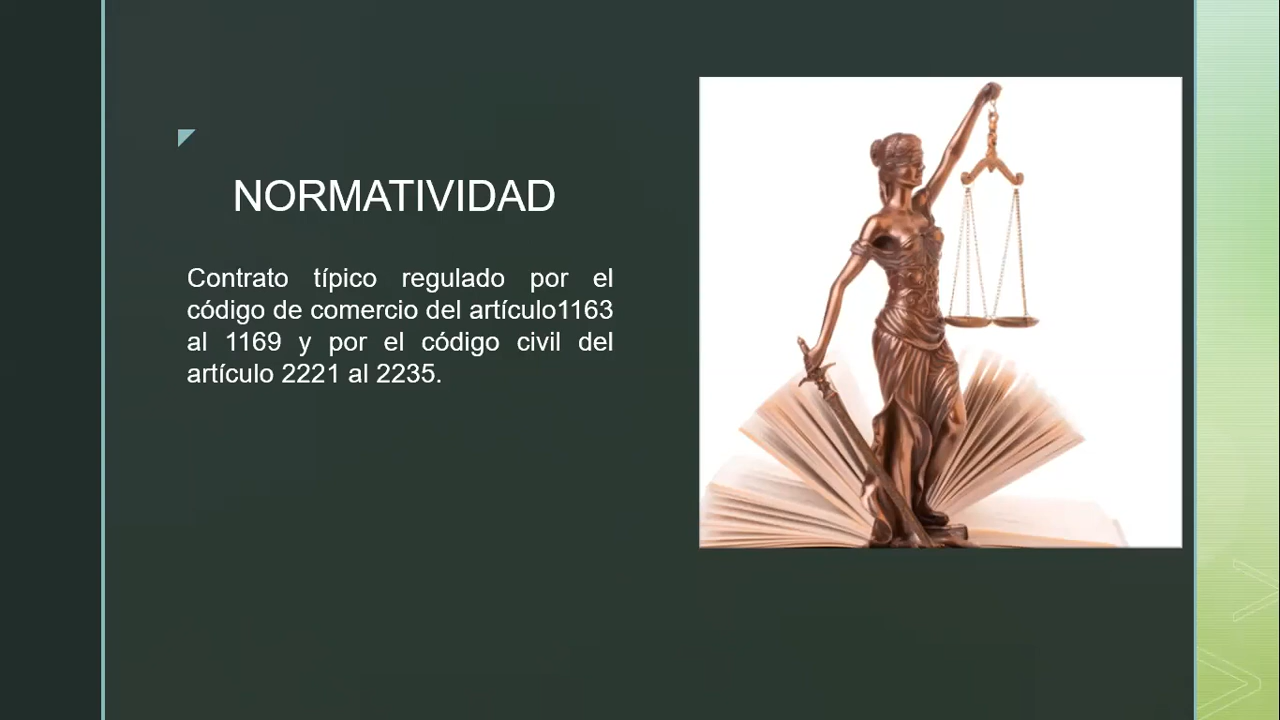 NORMATIVIDAD
Contrato típico regulado por el
código de comercio del artículo1163
al 1169 y por el código civil del
artículo 2221 al 2235.